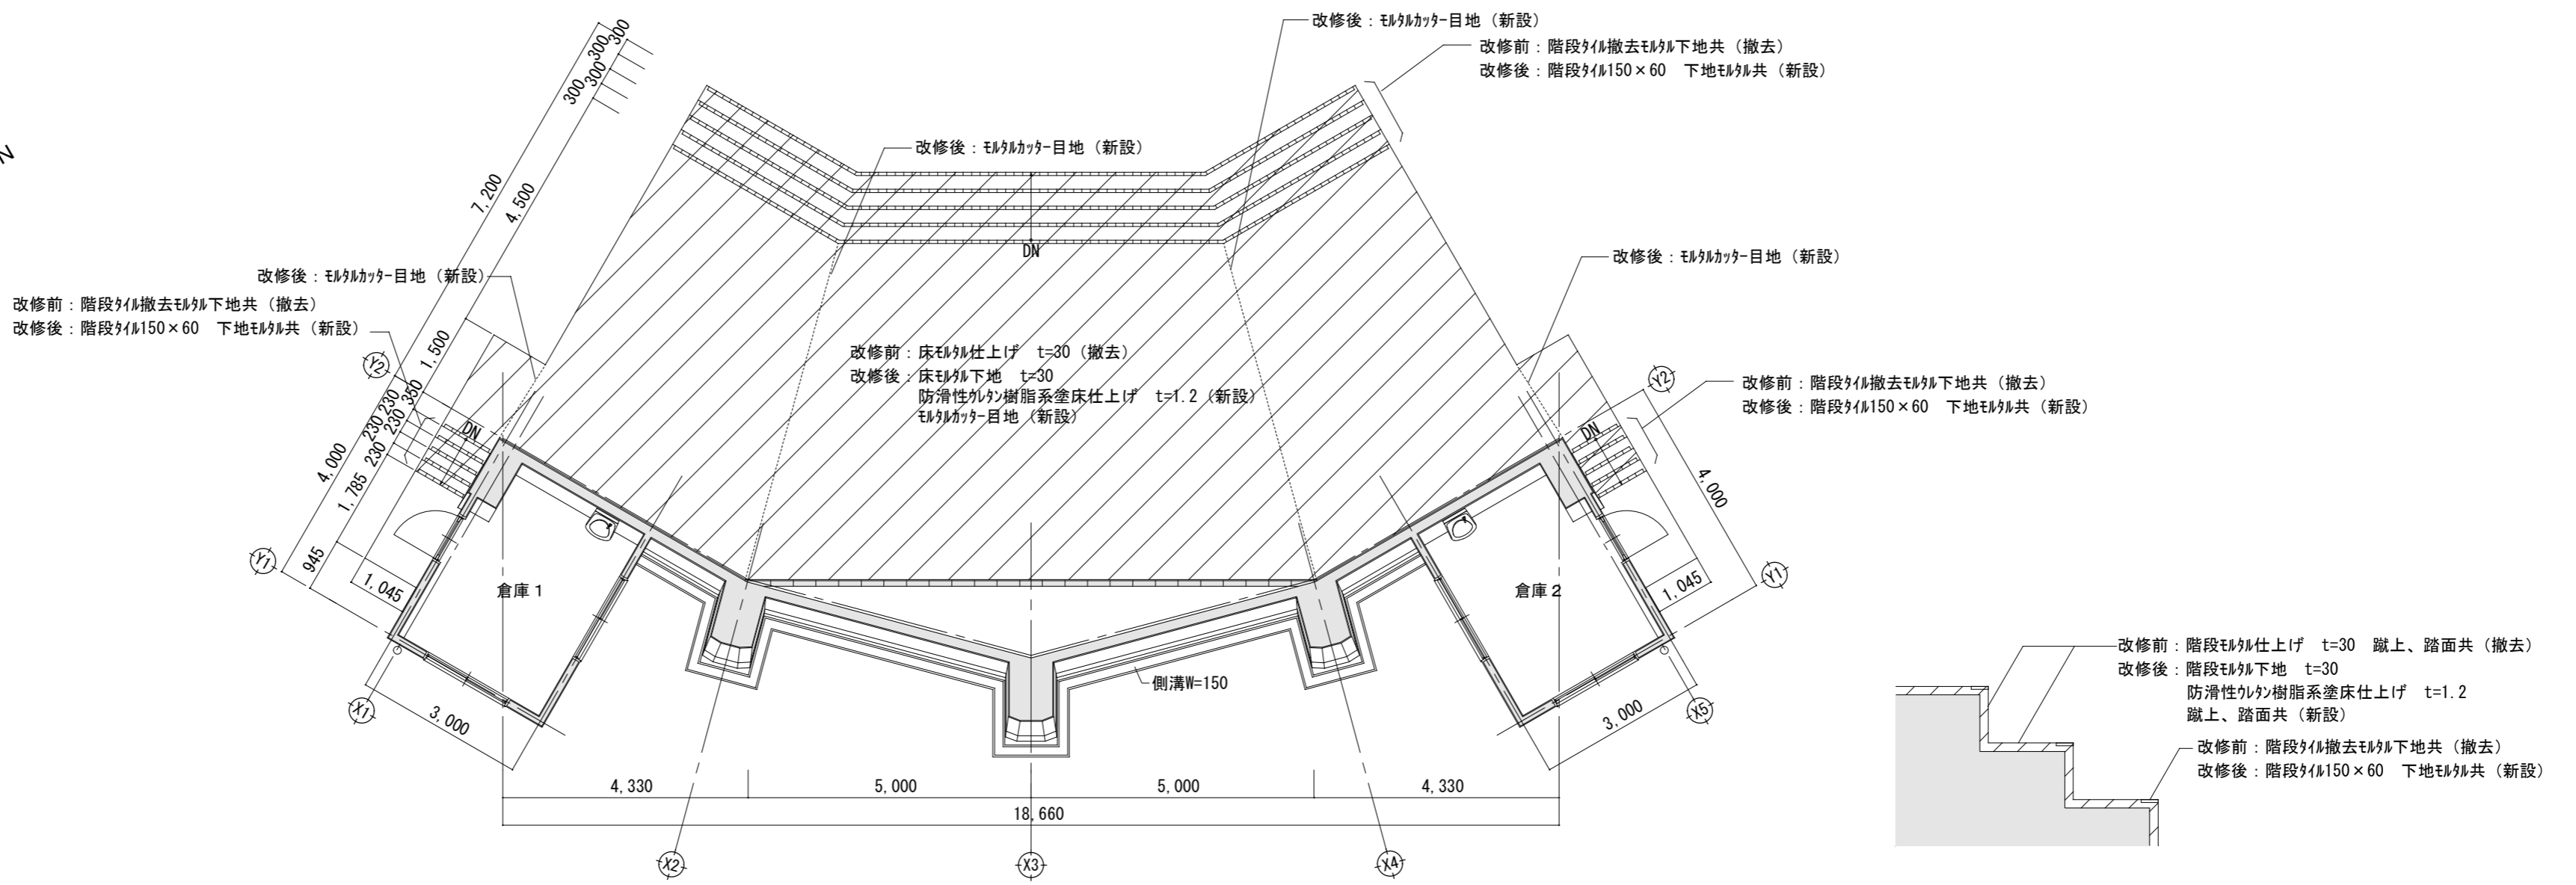 改修後：ﾓﾙﾀﾙｶｯﾀｰ目地（新設）
改修前：階段ﾀｲﾙ撤去ﾓﾙﾀﾙ下地共（撤去）
改修後：階段ﾀｲﾙ150×60　下地ﾓﾙﾀﾙ共（新設）
300
300
300
300
N
改修後：ﾓﾙﾀﾙｶｯﾀｰ目地（新設）
7,200
4,500
DN
改修後：ﾓﾙﾀﾙｶｯﾀｰ目地（新設）
改修後：ﾓﾙﾀﾙｶｯﾀｰ目地（新設）
改修前：階段ﾀｲﾙ撤去ﾓﾙﾀﾙ下地共（撤去）
改修後：階段ﾀｲﾙ150×60　下地ﾓﾙﾀﾙ共（新設）
1,500
改修前：床ﾓﾙﾀﾙ仕上げ　t=30（撤去）
改修後：床ﾓﾙﾀﾙ下地　t=30
防滑性ｳﾚﾀﾝ樹脂系塗床仕上げ　t=1.2（新設）
ﾓﾙﾀﾙｶｯﾀｰ目地（新設）
Y2
Y2
改修前：階段ﾀｲﾙ撤去ﾓﾙﾀﾙ下地共（撤去）
改修後：階段ﾀｲﾙ150×60　下地ﾓﾙﾀﾙ共（新設）
350
230
230
230
230
DN
DN
4,000
4,000
1,785
945
Y1
Y1
1,045
1,045
倉庫１
倉庫２
側溝W=150
X1
3,000
3,000
X5
4,330
5,000
5,000
4,330
18,660
X2
X3
X4
改修前：階段ﾓﾙﾀﾙ仕上げ　t=30　蹴上、踏面共（撤去）
改修後：階段ﾓﾙﾀﾙ下地　t=30
防滑性ｳﾚﾀﾝ樹脂系塗床仕上げ　t=1.2
蹴上、踏面共（新設）
改修前：階段ﾀｲﾙ撤去ﾓﾙﾀﾙ下地共（撤去）
改修後：階段ﾀｲﾙ150×60　下地ﾓﾙﾀﾙ共（新設）